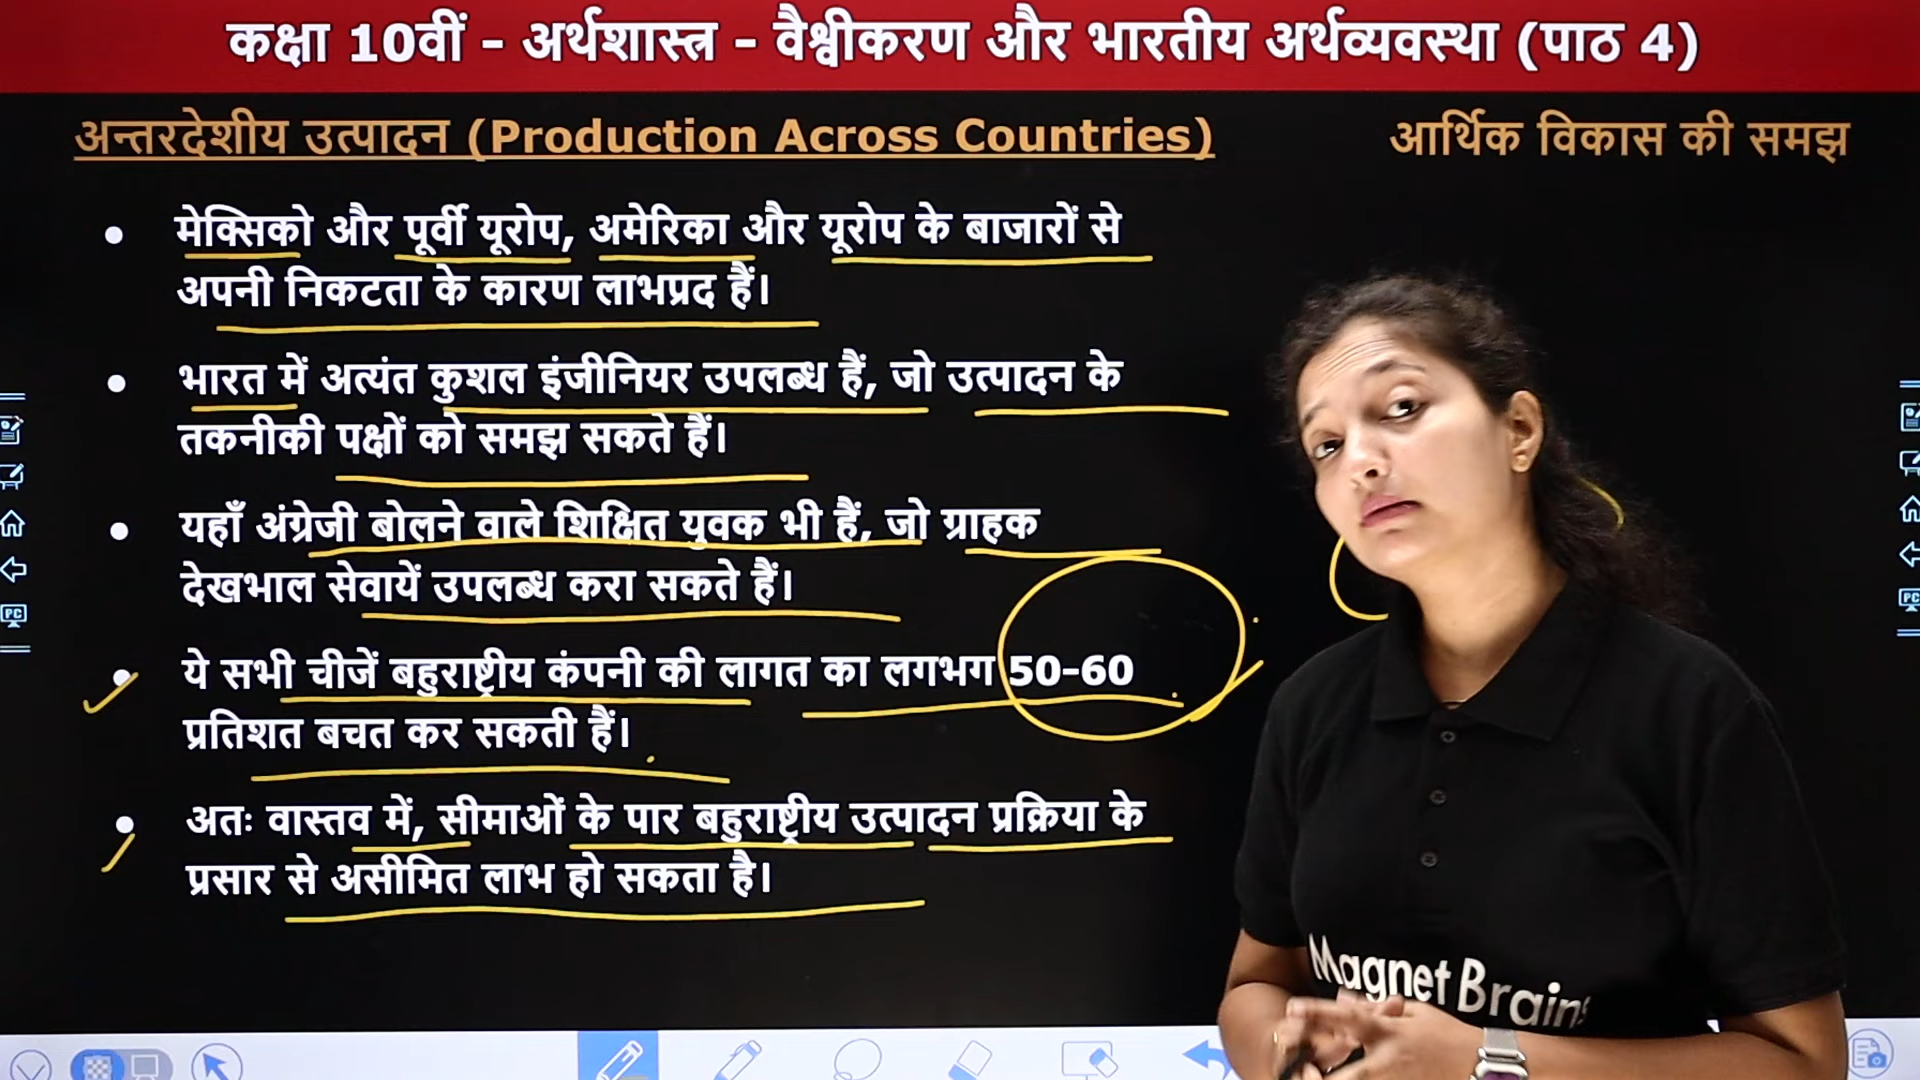 कक्षा 10वीं - अर्थशास्त्र - वैश्वीकरण और भारतीय अर्थव्यवस्था (पाठ 4)
अन्तरदेशीय उत्पादन (Production Across Countries)
आर्थिक विकास की समझ
• मेक्सिको और पूर्वी यूरोप, अमेरिका और यूरोप के बाजारों से
अपनी निकटता के कारण लाभप्रद हैं।
• भारत में अत्यंत कुशल इंजीनियर उपलब्ध हैं, जो उत्पादन के
तकनीकी पक्षों को समझ सकते हैं।
• यहाँ अंग्रेजी बोलने वाले शिक्षित युवक भी हैं, जो ग्राहक
देखभाल सेवायें उपलब्ध करा सकते हैं।
• ये सभी चीजें बहुराष्ट्रीय कंपनी की लागत का लगभग 50-60
प्रतिशत बचत कर सकती हैं।
• अतः वास्तव में, सीमाओं के पार बहुराष्ट्रीय उत्पादन प्रक्रिया के
प्रसार से असीमित लाभ हो सकता है।
Magnet Brains
PC
PC